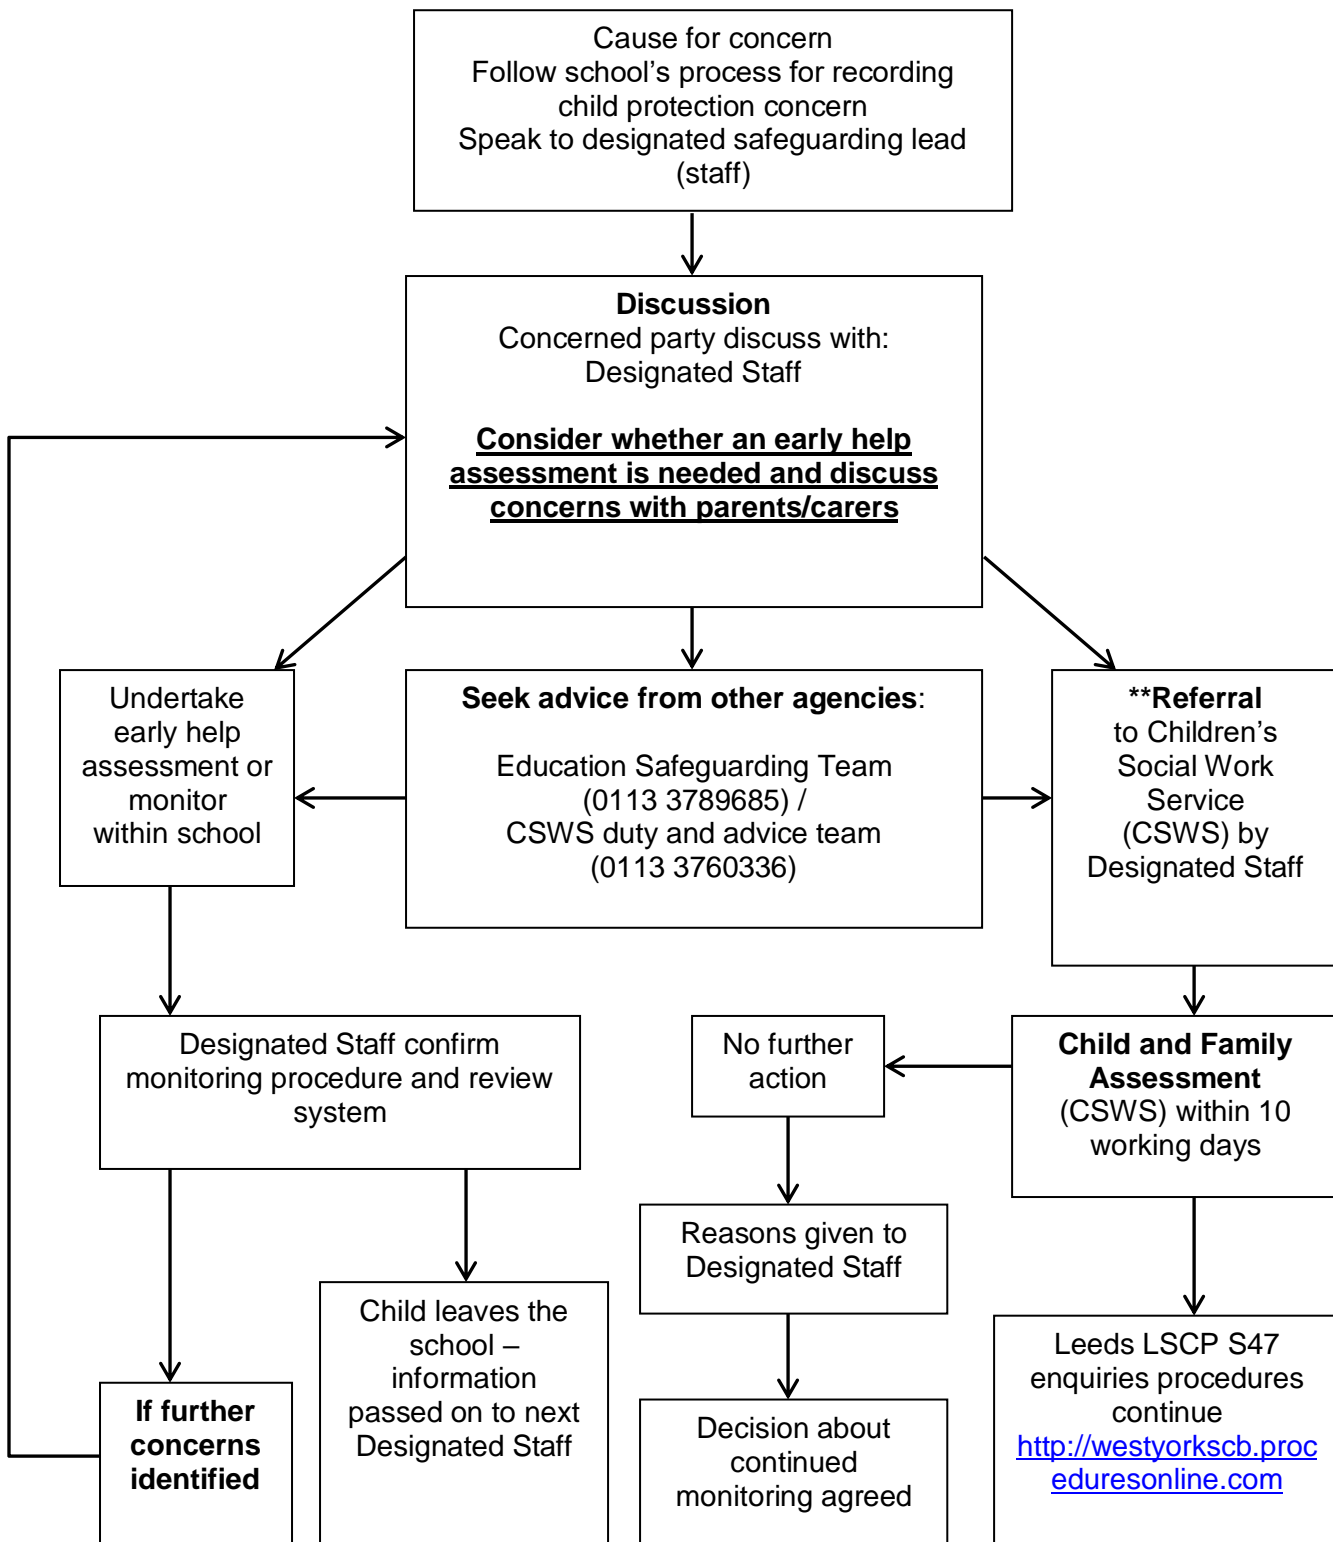 Cause for concern
Follow school’s process for recording
child protection concern
Speak to designated safeguarding lead
(staff)
Discussion
Concerned party discuss with:
Designated Staff
Consider whether an early help
assessment is needed and discuss
concerns with parents/carers
Undertake
early help
assessment or
monitor
within school
Seek advice from other agencies:
Education Safeguarding Team
(0113 3789685) /
CSWS duty and advice team
(0113 3760336)
**Referral
to Children’s
Social Work
Service
(CSWS) by
Designated Staff
Designated Staff confirm
monitoring procedure and review
system
No further
action
Child and Family
Assessment
(CSWS) within 10
working days
Reasons given to
Designated Staff
If further
concerns
identified
Child leaves the
school –
information
passed on to next
Designated Staff
Decision about
continued
monitoring agreed
Leeds LSCP S47
enquiries procedures
continue
http://westyorkscb.proc
eduresonline.com